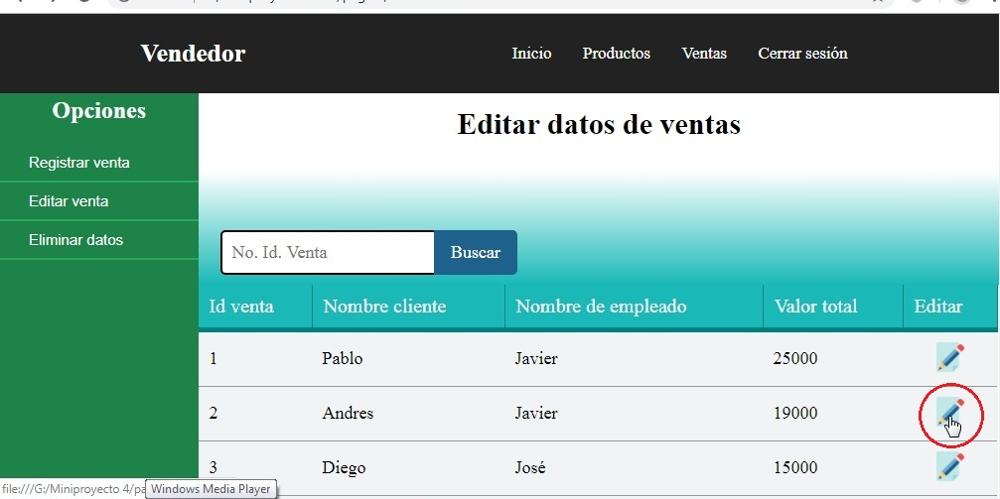 Vendedor
Inicio Productos Ventas Cerrar sesión
Opciones
Registrar venta
Editar venta
Eliminar datos
Editar datos de ventas
No. Id. Venta Buscar
Id venta Nombre cliente Nombre de empleado Valor total Editar
1 Pablo Javier 25000
2 Andres Javier 19000
3 Diego José 15000
file:///G:/Miniproyecto 4/pa
Windows Media Player